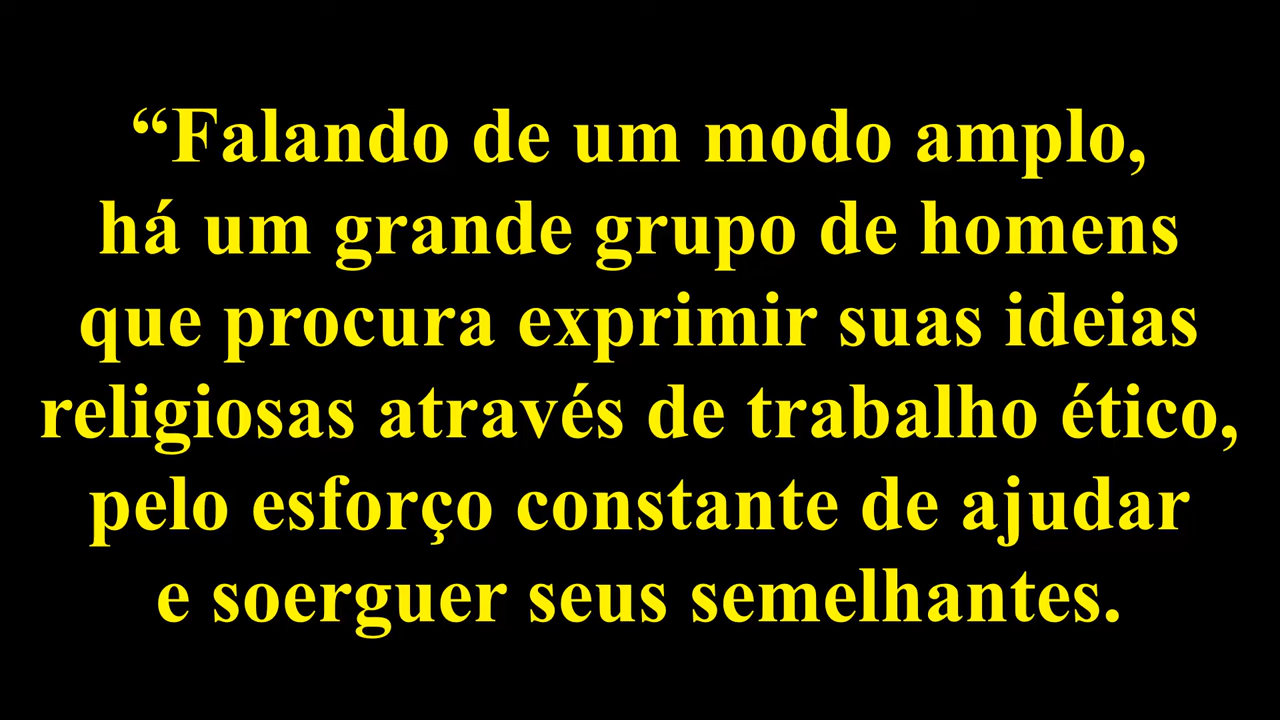 “Falando de um modo amplo,
há um grande grupo de homens
que procura exprimir suas ideias
religiosas através de trabalho ético,
pelo esforço constante de ajudar
e soerguer seus semelhantes.